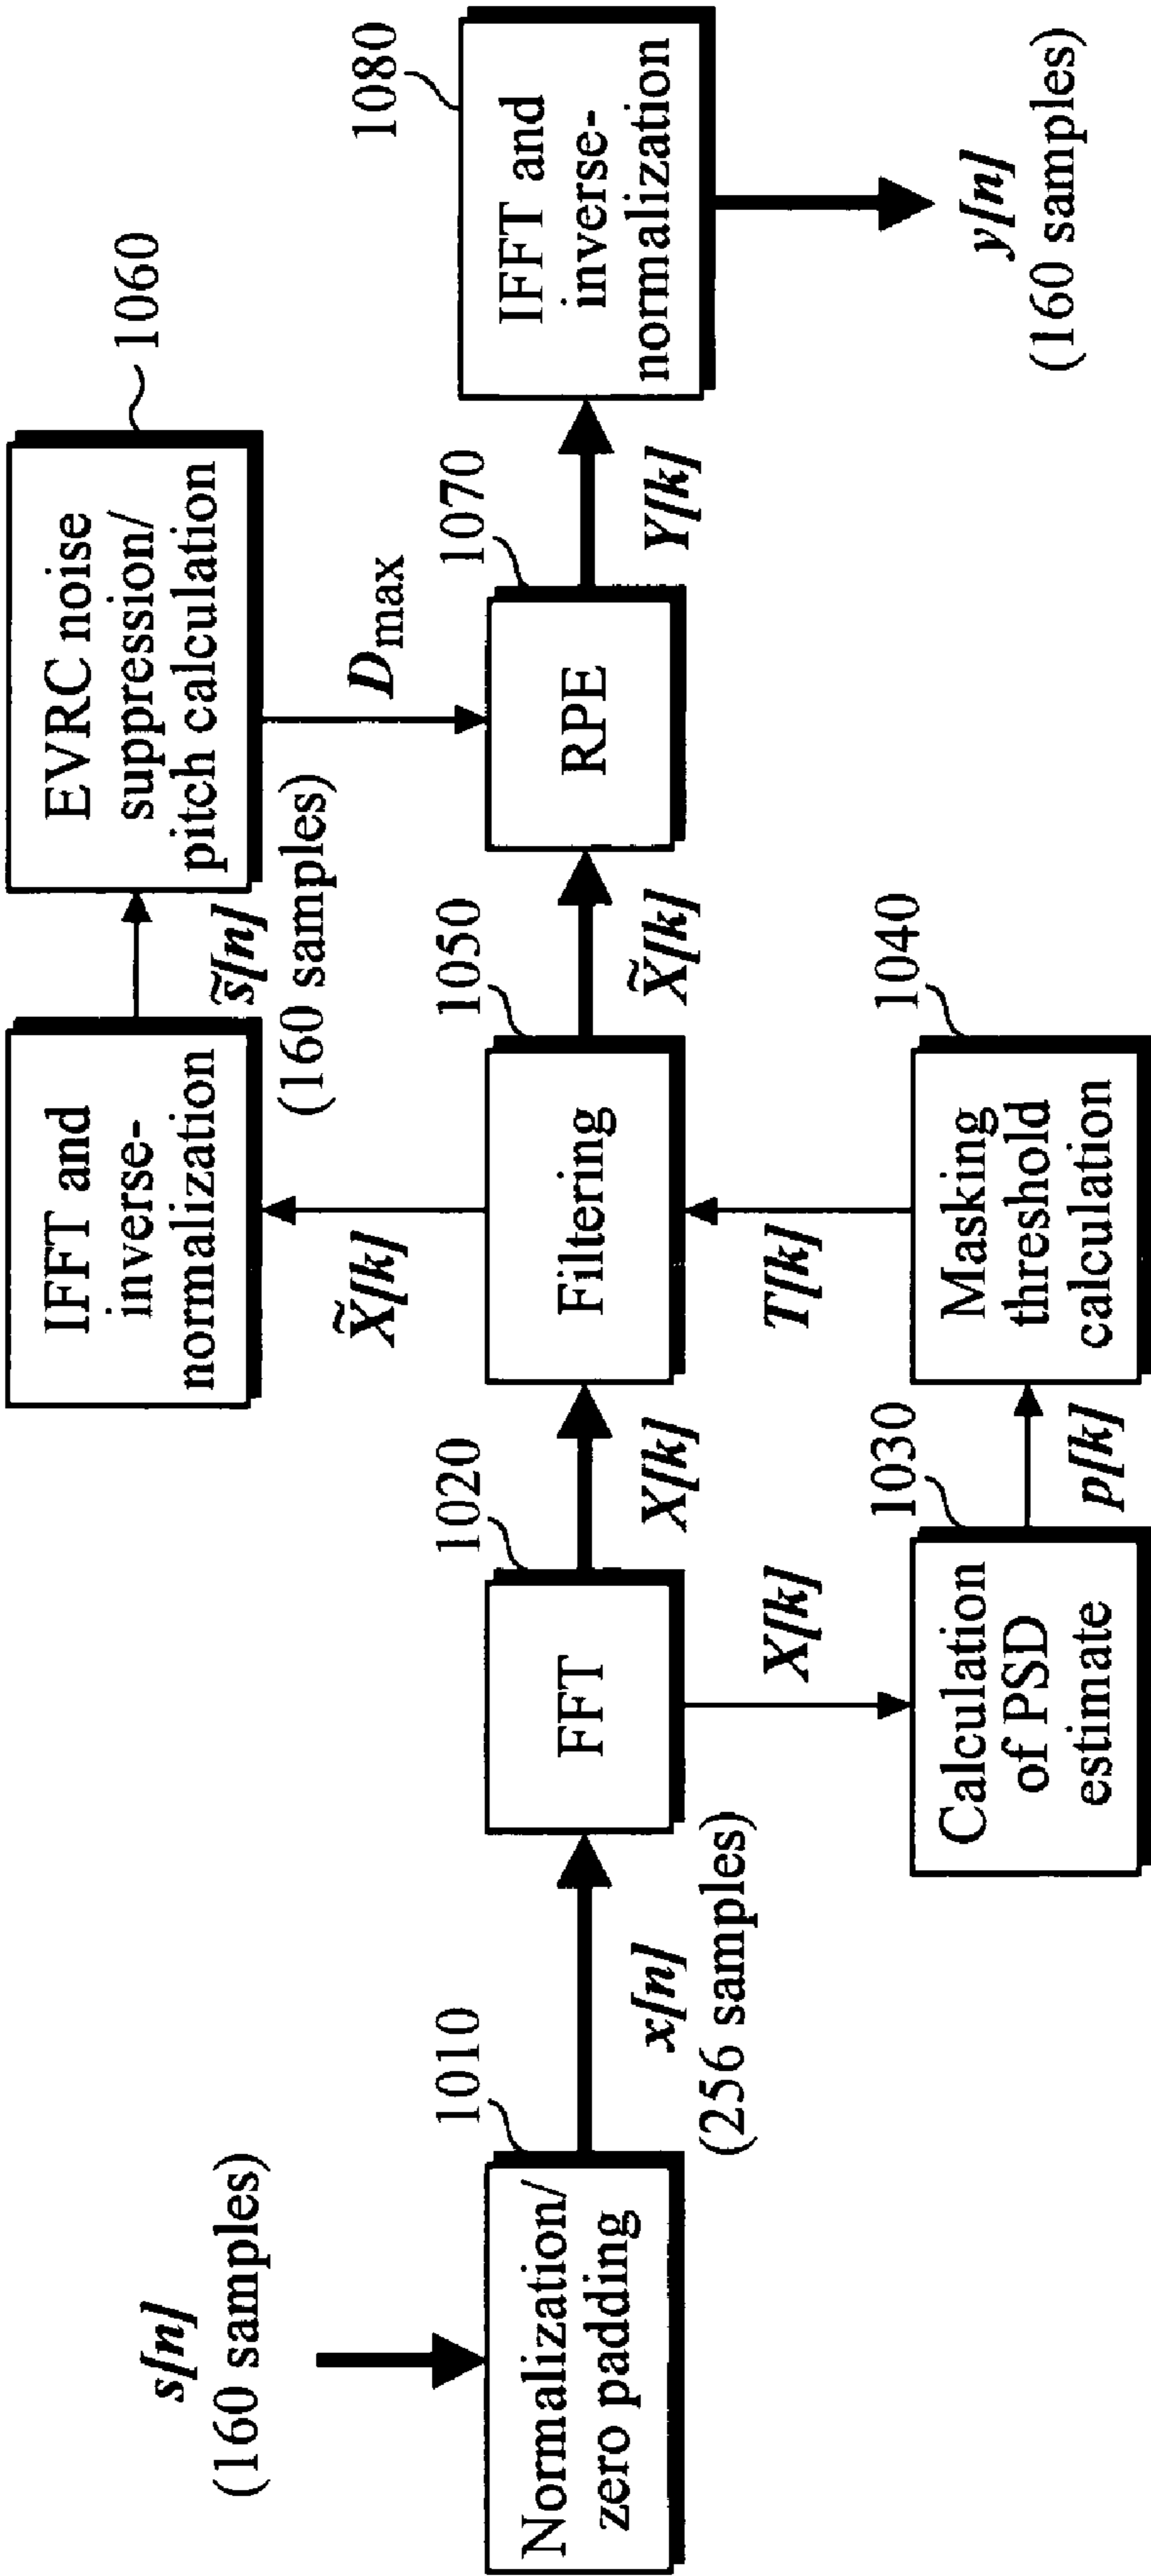 s[n]
(160 samples)
1010
Normalization/
zero padding
x[n]
(256 samples)
1020
FFT
X[k]
X[k]
1030
Calculation
of PSD
estimate
p[k]
1040
Masking
threshold
calculation
T[k]
1050
Filtering
X̃[k]
IFFT and
inverse-
normalization
s̃[n]
(160 samples)
1060
EVRC noise
suppression/
pitch calculation
Dmax
X̃[k]
1070
RPE
Y[k]
1080
IFFT and
inverse-
normalization
y[n]
(160 samples)